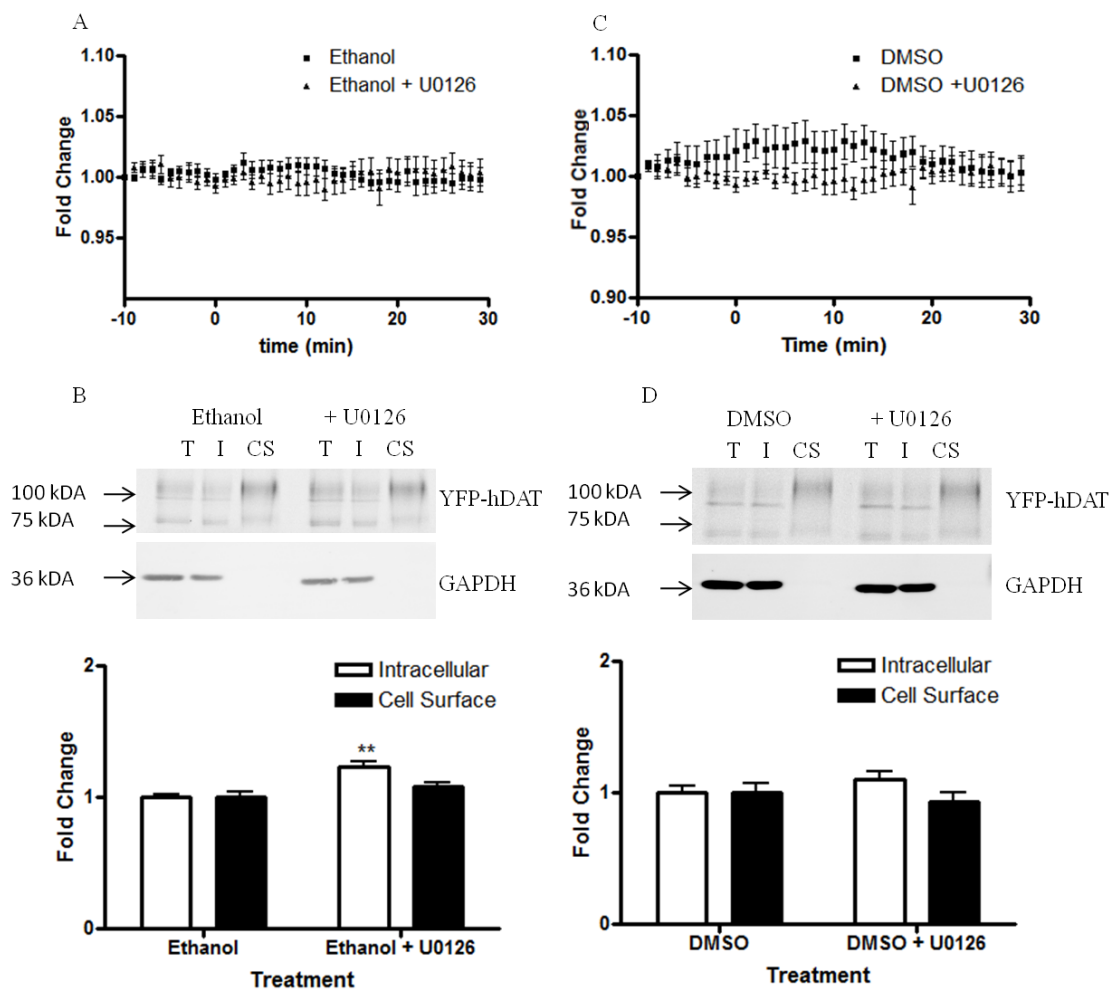 A
1.10
1.05
1.00
0.95
Fold Change
Ethanol
Ethanol + U0126
-10
0
10
20
30
time (min)
C
1.10
1.05
1.00
0.95
0.90
Fold Change
DMSO
DMSO +U0126
-10
0
10
20
30
Time (min)
B
Ethanol
+ U0126
T I CS T I CS
100 kDA
75 kDA
YFP-hDAT
36 kDA
GAPDH
2
1
0
Fold Change
Intracellular
Cell Surface
**
Ethanol
Ethanol + U0126
Treatment
D
DMSO
+ U0126
T I CS T I CS
100 kDA
75 kDA
YFP-hDAT
36 kDA
GAPDH
2
1
0
Fold Change
Intracellular
Cell Surface
DMSO
DMSO + U0126
Treatment